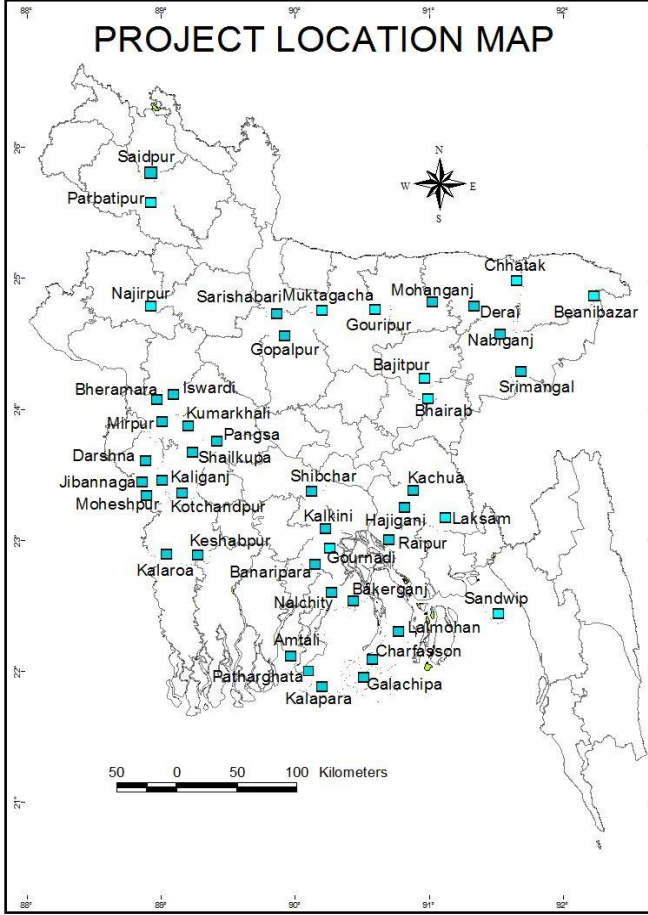 88° 89° 90° 91° 92°
PROJECT LOCATION MAP
N
W E
S
26°
Saidpur
Parbatipur
25°
Chhatak
Najirpur
Sarishabari
Muktagacha
Mohanganj
Beanibazar
Gouripur
Derai
Gopalpur
Nabiganj
Bajitpur
Srimangal
Bheramara
Iswardi
24°
Bhairab
Mirpur
Kumarkhali
Pangsa
Darshna
Shailkupa
Jibannaga
Kaliganj
Shibchar
Kachua
Moheshpur
Kotchandpur
Kalkini
Hajiganj
Laksam
23°
Keshabpur
Raipur
Kalaroa
Gournadi
Banaripara
Bakerganj
Nalchity
Sandwip
Lalmohan
Amtali
Charfasson
22°
Patharghata
Galachipa
Kalapara
50 0 50 100 Kilometers
21°
88° 89° 90° 91° 92°